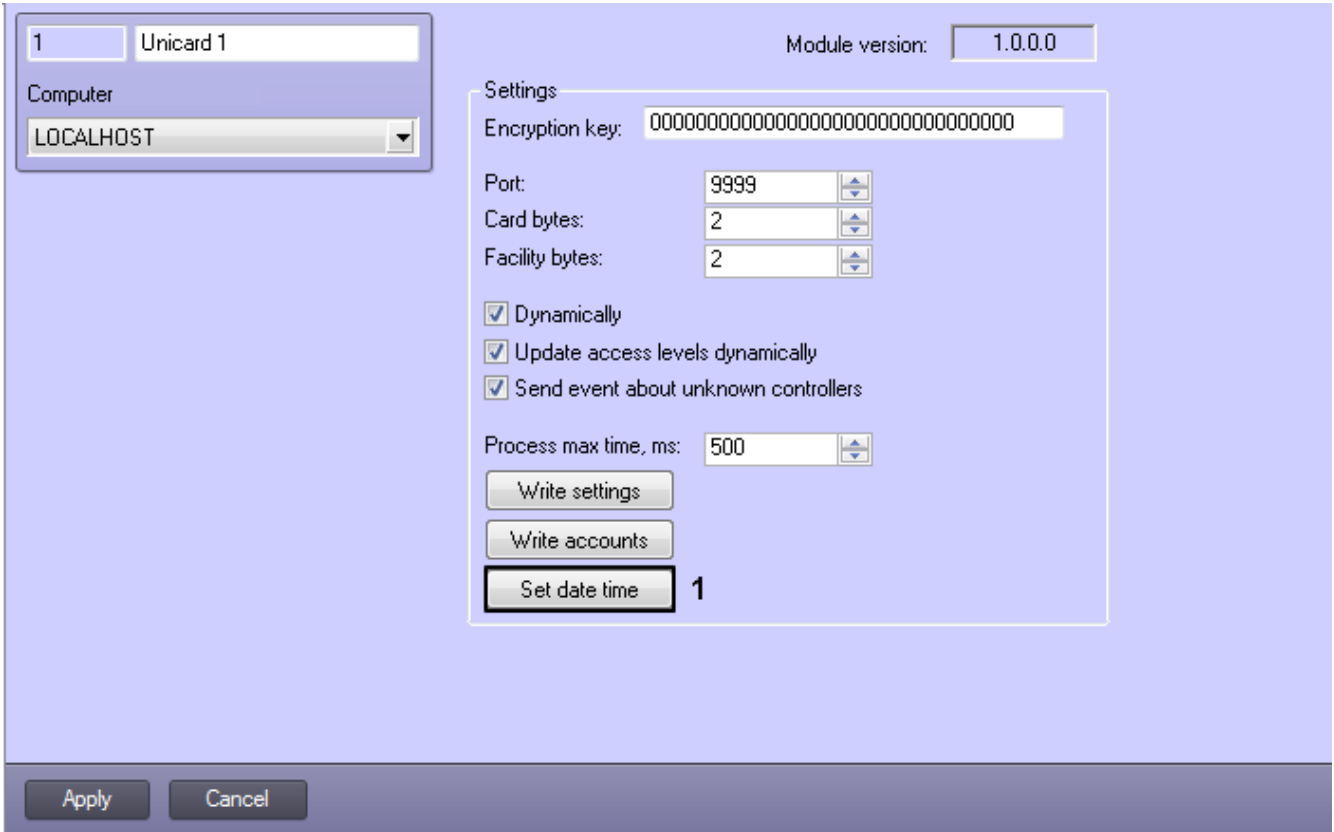 1 Unicard 1
Module version: 1.0.0.0
Computer
LOCALHOST
Settings
Encryption key: 00000000000000000000000000000000
Port: 9999
Card bytes: 2
Facility bytes: 2
Dynamically
Update access levels dynamically
Send event about unknown controllers
Process max time, ms: 500
Write settings
Write accounts
Set date time 1
Apply Cancel